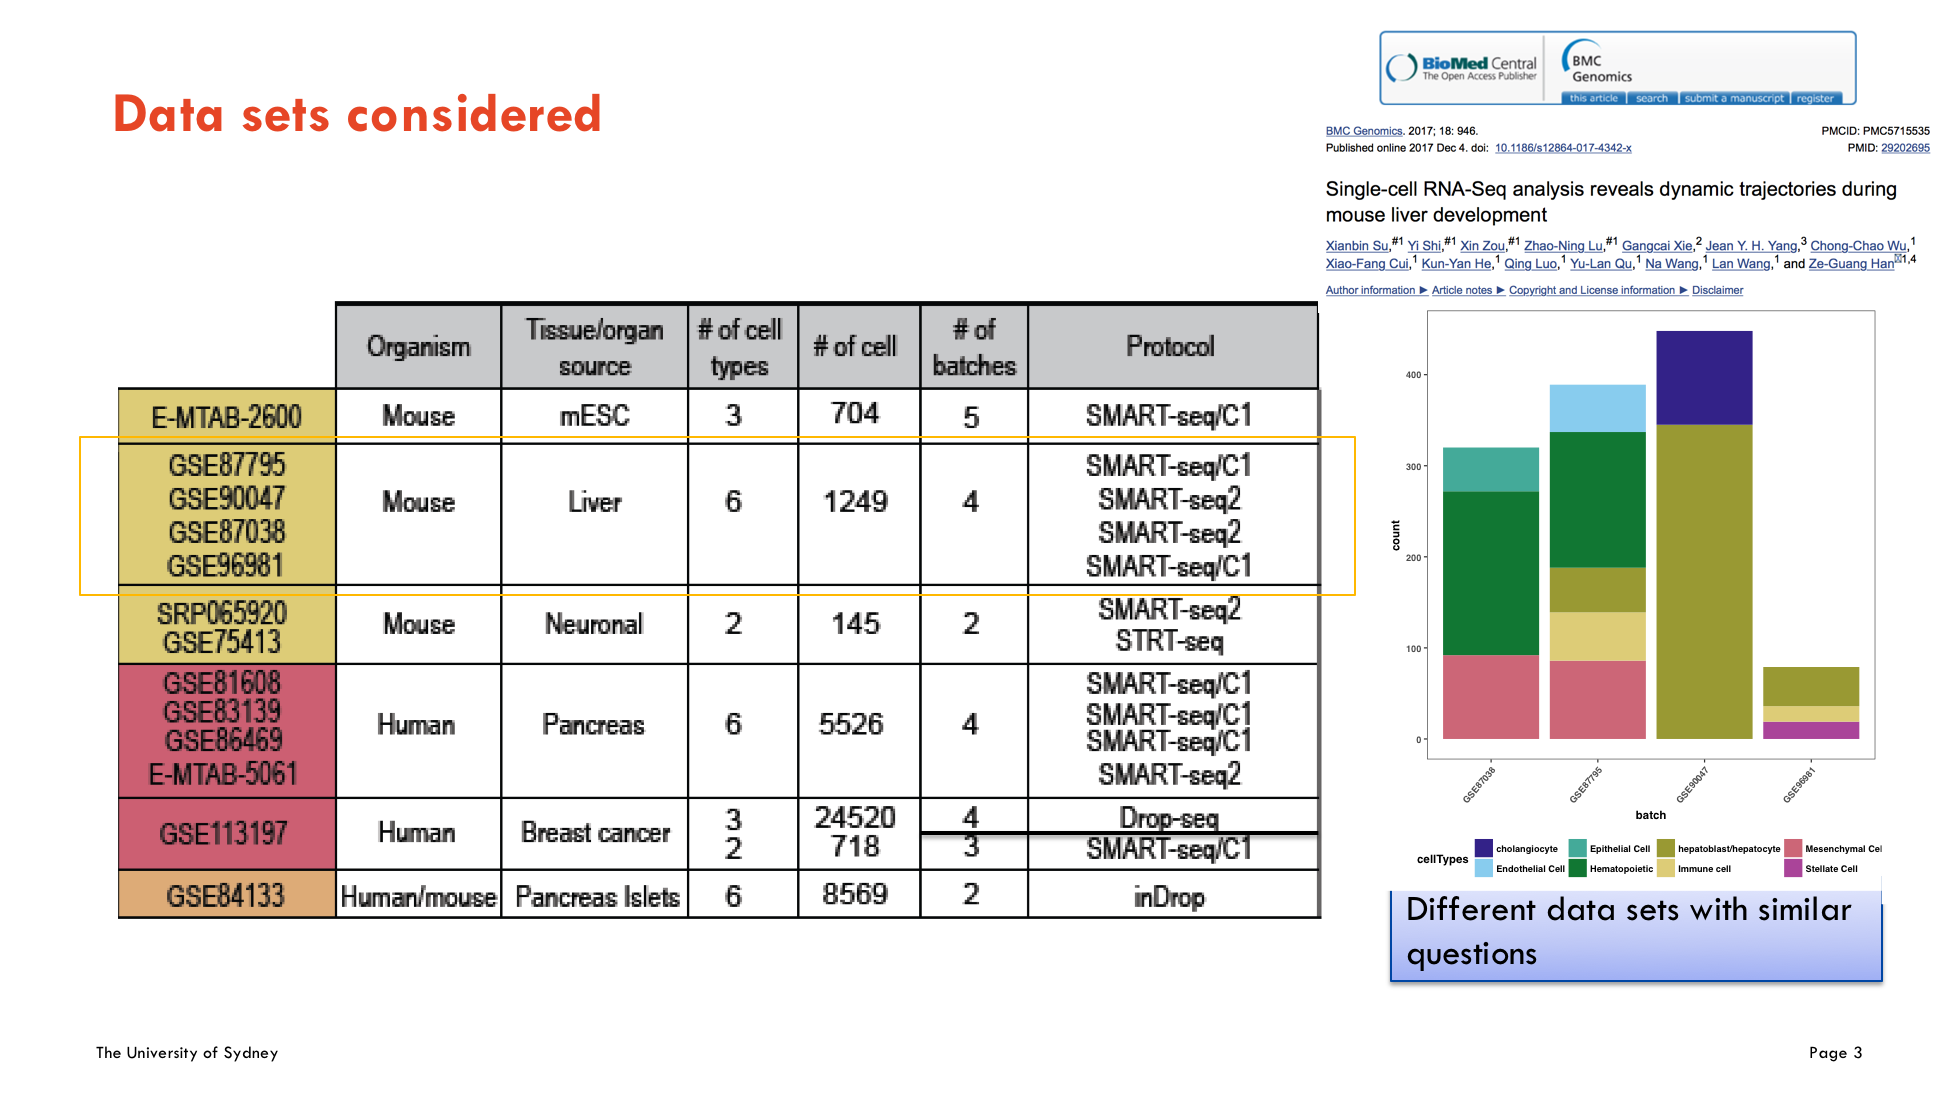 Data sets considered
BioMed Central
The Open Access Publisher
BMC
Genomics
this article search submit a manuscript register
BMC Genomics. 2017; 18: 946. PMCID: PMC5715535
Published online 2017 Dec 4. doi: 10.1186/s12864-017-4342-x PMID: 29202695
Single-cell RNA-Seq analysis reveals dynamic trajectories during
mouse liver development
Xianbin Su,#1 Yi Shi,#1 Xin Zou,#1 Zhao-Ning Lu,#1 Gangcai Xie,2 Jean Y. H. Yang,3 Chong-Chao Wu,1
Xiao-Fang Cui,1 Kun-Yan He,1 Qing Luo,1 Yu-Lan Qu,1 Na Wang,1 Lan Wang,1 and Ze-Guang Han1,4
Author information ► Article notes ► Copyright and License information ► Disclaimer
Organism Tissue/organ source # of cell types # of cell # of batches Protocol
E-MTAB-2600 Mouse mESC 3 704 5 SMART-seq/C1
GSE87795 SMART-seq/C1
GSE90047 Mouse Liver 6 1249 4 SMART-seq2
GSE87038 SMART-seq2
GSE96981 SMART-seq/C1
SRP065920 SMART-seq2
Mouse Neuronal 2 145 2
GSE75413 STRT-seq
GSE81608 SMART-seq/C1
GSE83139 Human Pancreas 6 5526 4 SMART-seq/C1
GSE86469 SMART-seq/C1
E-MTAB-5061 SMART-seq2
GSE113197 Human Breast cancer 3 24520 4 Drop-seq
2 718 3 SMART-seq/C1
GSE84133 Human/mouse Pancreas Islets 6 8569 2 inDrop
count
400
300
200
100
0
GSE87038 GSE87795 GSE90047 GSE96981
batch
cellTypes
cholangiocyte Epithelial Cell hepatoblast/hepatocyte Mesenchymal Cel
Endothelial Cell Hematopoietic Immune cell Stellate Cell
Different data sets with similar
questions
The University of Sydney
Page 3